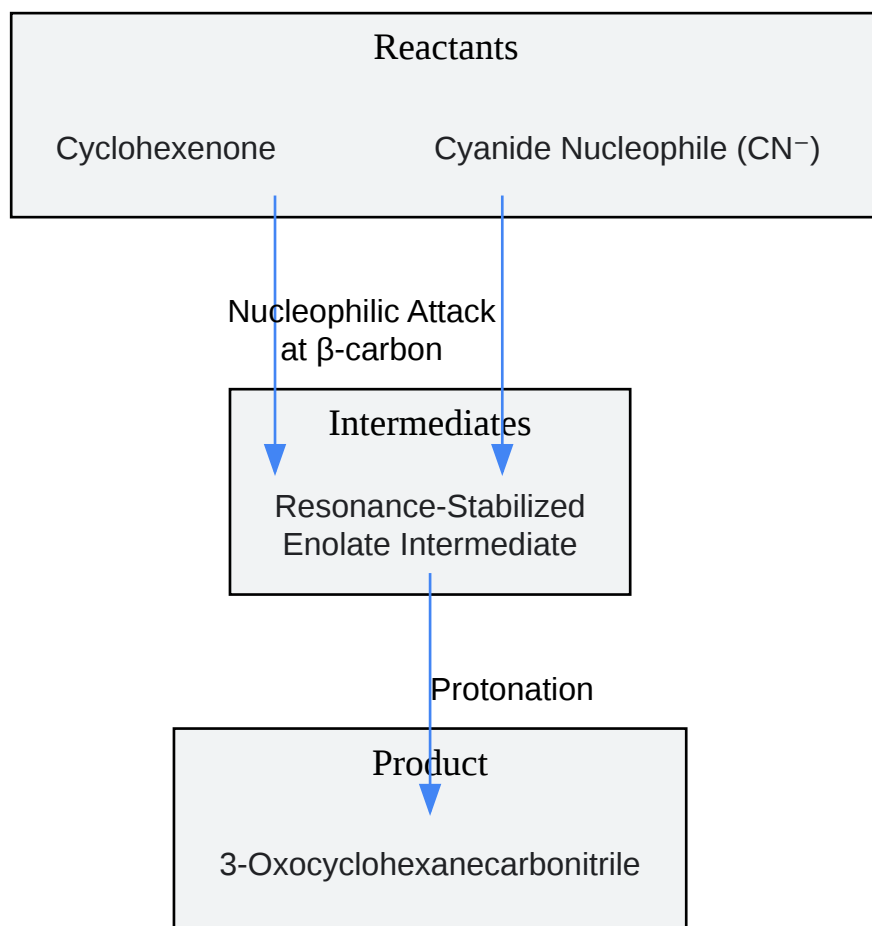 Reactants
Cyclohexenone
Cyanide Nucleophile (CN⁻)
Nucleophilic Attack
at β-carbon
Intermediates
Resonance-Stabilized
Enolate Intermediate
Protonation
Product
3-Oxocyclohexanecarbonitrile